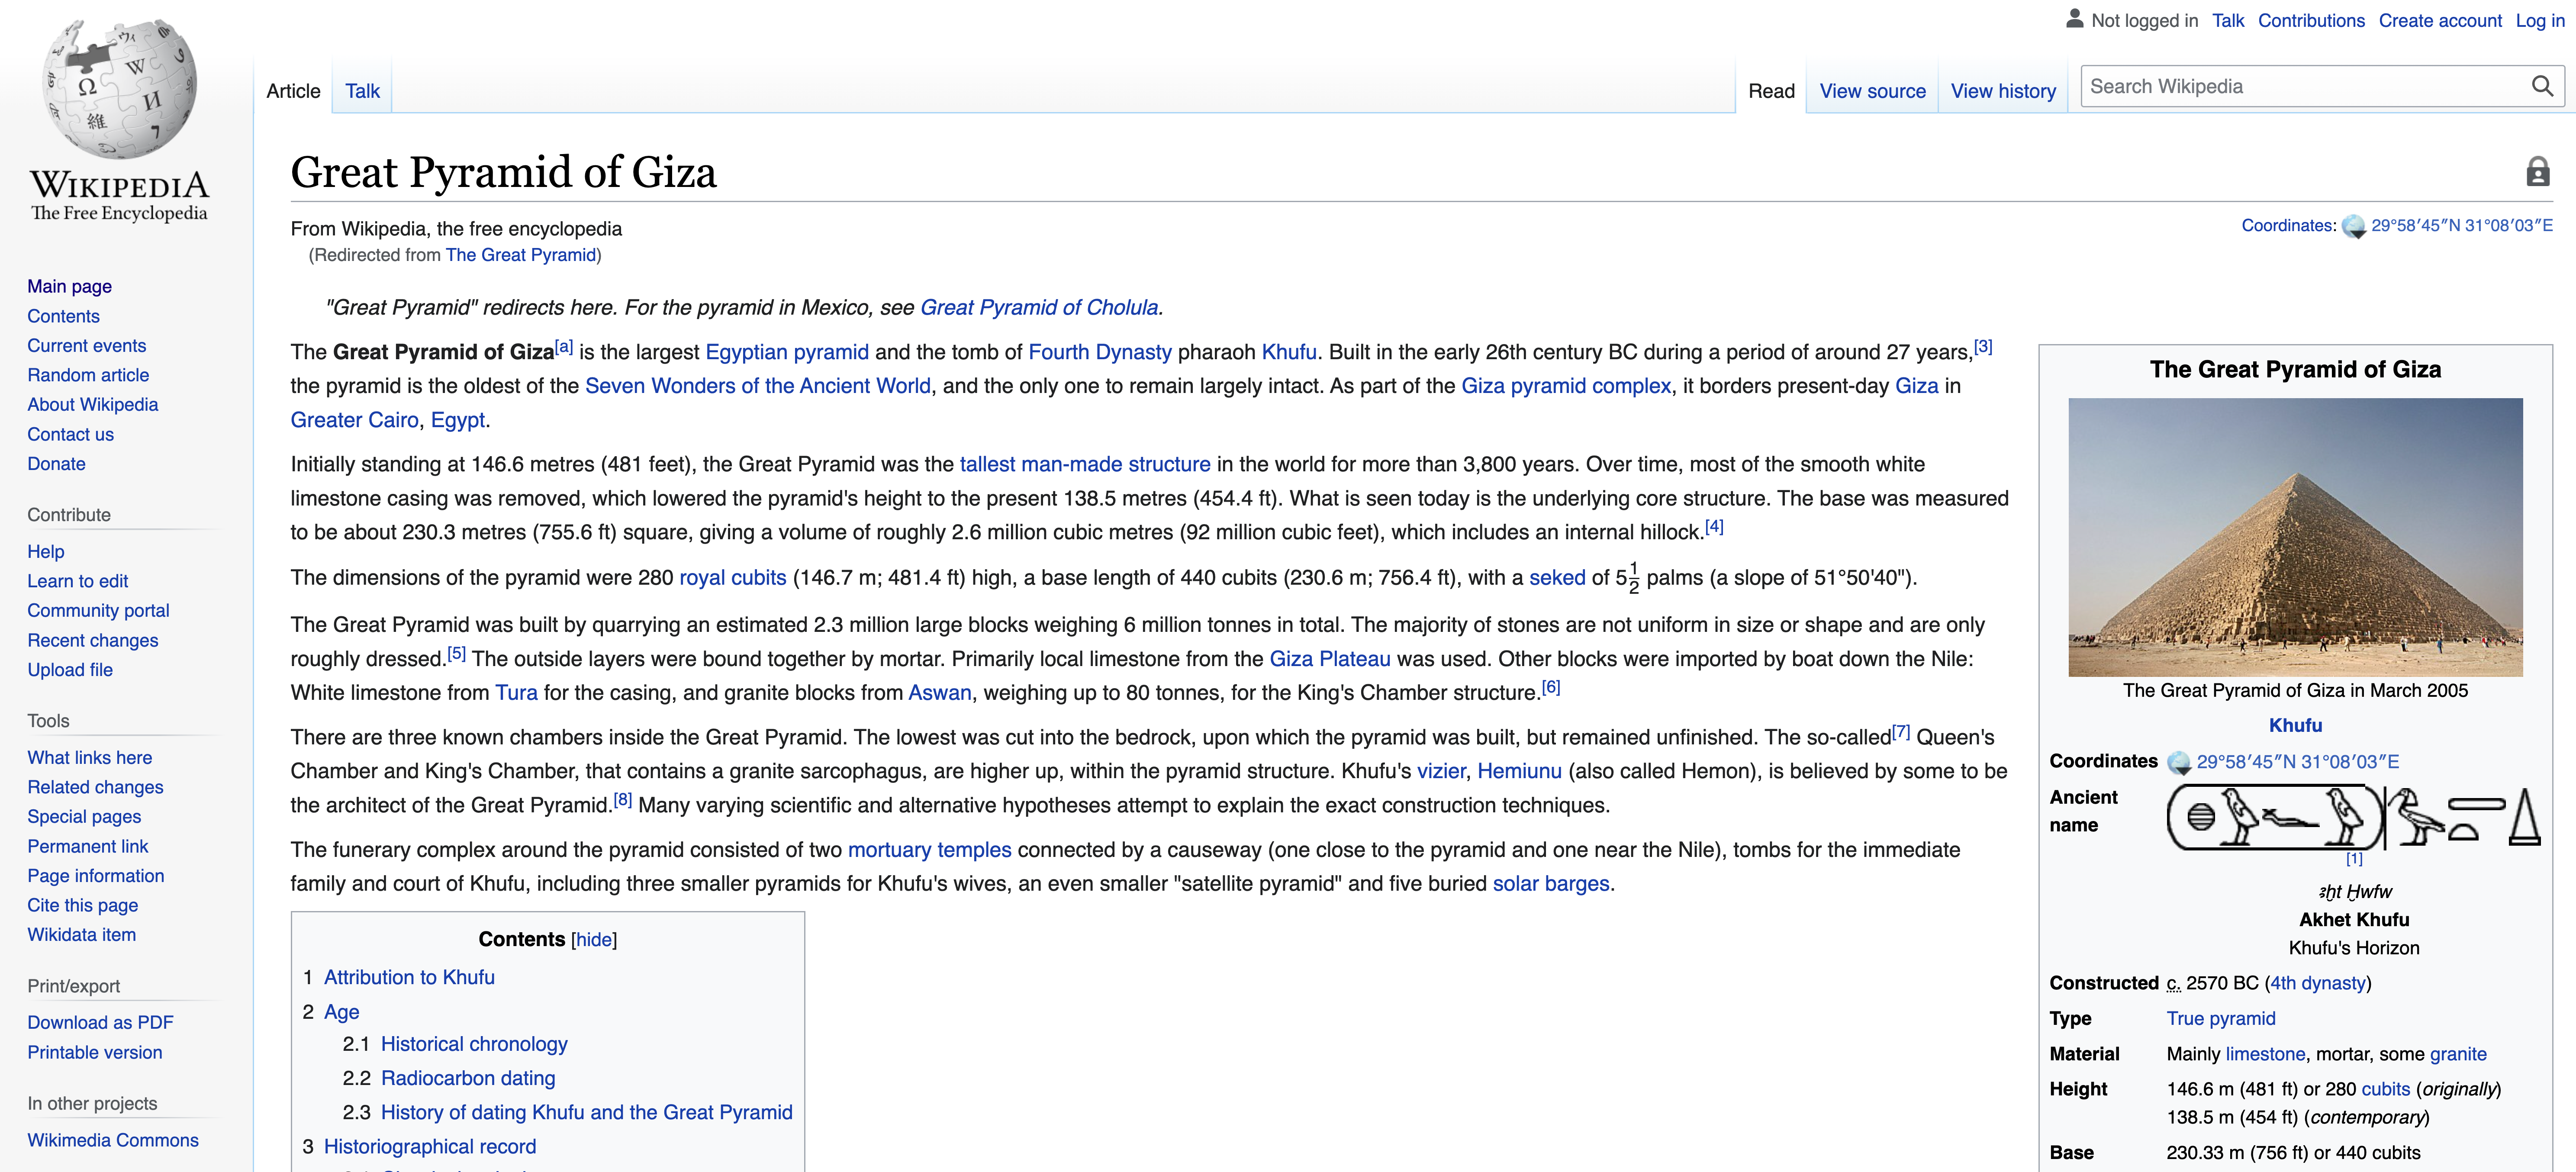 Not logged in Talk Contributions Create account Log in
Article Talk
Read View source View history Search Wikipedia
WIKIPEDIA
The Free Encyclopedia
Main page
Contents
Current events
Random article
About Wikipedia
Contact us
Donate
Contribute
Help
Learn to edit
Community portal
Recent changes
Upload file
Tools
What links here
Related changes
Special pages
Permanent link
Page information
Cite this page
Wikidata item
Print/export
Download as PDF
Printable version
In other projects
Wikimedia Commons
Great Pyramid of Giza
From Wikipedia, the free encyclopedia
(Redirected from The Great Pyramid)
Coordinates: 29°58′45″N 31°08′03″E
"Great Pyramid" redirects here. For the pyramid in Mexico, see Great Pyramid of Cholula.
The Great Pyramid of Giza[a] is the largest Egyptian pyramid and the tomb of Fourth Dynasty pharaoh Khufu. Built in the early 26th century BC during a period of around 27 years,[3]
the pyramid is the oldest of the Seven Wonders of the Ancient World, and the only one to remain largely intact. As part of the Giza pyramid complex, it borders present-day Giza in
Greater Cairo, Egypt.
Initially standing at 146.6 metres (481 feet), the Great Pyramid was the tallest man-made structure in the world for more than 3,800 years. Over time, most of the smooth white
limestone casing was removed, which lowered the pyramid's height to the present 138.5 metres (454.4 ft). What is seen today is the underlying core structure. The base was measured
to be about 230.3 metres (755.6 ft) square, giving a volume of roughly 2.6 million cubic metres (92 million cubic feet), which includes an internal hillock.[4]
The dimensions of the pyramid were 280 royal cubits (146.7 m; 481.4 ft) high, a base length of 440 cubits (230.6 m; 756.4 ft), with a seked of 5 1/2 palms (a slope of 51°50'40").
The Great Pyramid was built by quarrying an estimated 2.3 million large blocks weighing 6 million tonnes in total. The majority of stones are not uniform in size or shape and are only
roughly dressed.[5] The outside layers were bound together by mortar. Primarily local limestone from the Giza Plateau was used. Other blocks were imported by boat down the Nile:
White limestone from Tura for the casing, and granite blocks from Aswan, weighing up to 80 tonnes, for the King's Chamber structure.[6]
There are three known chambers inside the Great Pyramid. The lowest was cut into the bedrock, upon which the pyramid was built, but remained unfinished. The so-called[7] Queen's
Chamber and King's Chamber, that contains a granite sarcophagus, are higher up, within the pyramid structure. Khufu's vizier, Hemiunu (also called Hemon), is believed by some to be
the architect of the Great Pyramid.[8] Many varying scientific and alternative hypotheses attempt to explain the exact construction techniques.
The funerary complex around the pyramid consisted of two mortuary temples connected by a causeway (one close to the pyramid and one near the Nile), tombs for the immediate
family and court of Khufu, including three smaller pyramids for Khufu's wives, an even smaller "satellite pyramid" and five buried solar barges.
Contents [hide]
1 Attribution to Khufu
2 Age
2.1 Historical chronology
2.2 Radiocarbon dating
2.3 History of dating Khufu and the Great Pyramid
3 Historiographical record
The Great Pyramid of Giza
The Great Pyramid of Giza in March 2005
Khufu
Coordinates 29°58′45″N 31°08′03″E
Ancient
name
[1]
ꜣḫt Ḫwfw
Akhet Khufu
Khufu's Horizon
Constructed c. 2570 BC (4th dynasty)
Type True pyramid
Material Mainly limestone, mortar, some granite
Height 146.6 m (481 ft) or 280 cubits (originally)
138.5 m (454 ft) (contemporary)
Base 230.33 m (756 ft) or 440 cubits